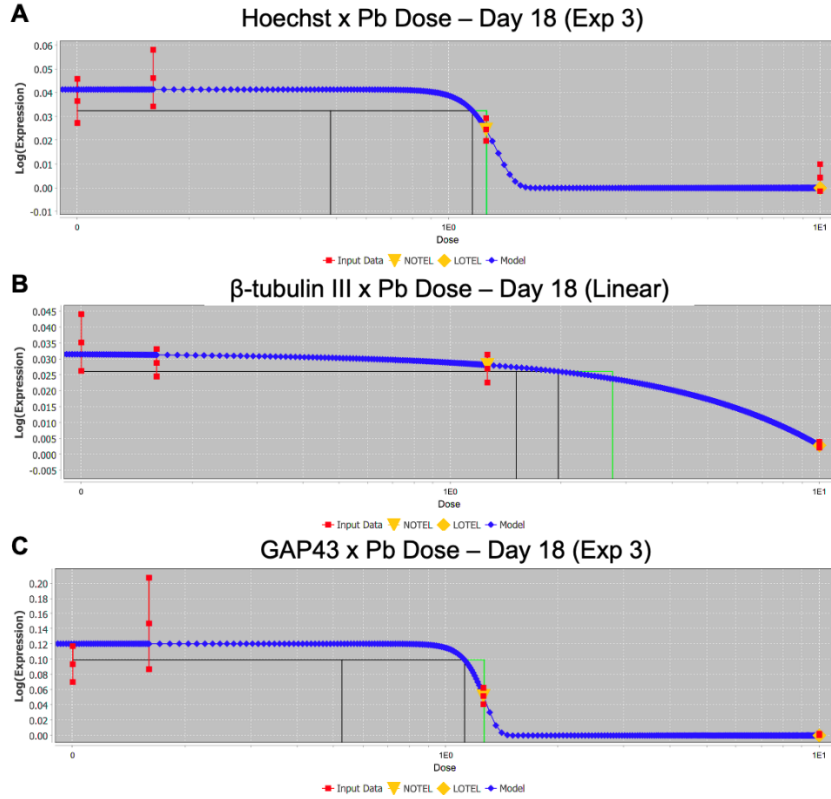 A
Hoechst x Pb Dose – Day 18 (Exp 3)
Log(Expression)
0.06
0.05
0.04
0.03
0.02
0.01
0.00
-0.01
0
1E0
1E1
Dose
Input Data NOTEL LOTEL Model
B
β-tubulin III x Pb Dose – Day 18 (Linear)
Log(Expression)
0.045
0.040
0.035
0.030
0.025
0.020
0.015
0.010
0.005
0.000
-0.005
0
1E0
1E1
Dose
Input Data NOTEL LOTEL Model
C
GAP43 x Pb Dose – Day 18 (Exp 3)
Log(Expression)
0.20
0.18
0.16
0.14
0.12
0.10
0.08
0.06
0.04
0.02
0.00
0
1E0
1E1
Dose
Input Data NOTEL LOTEL Model